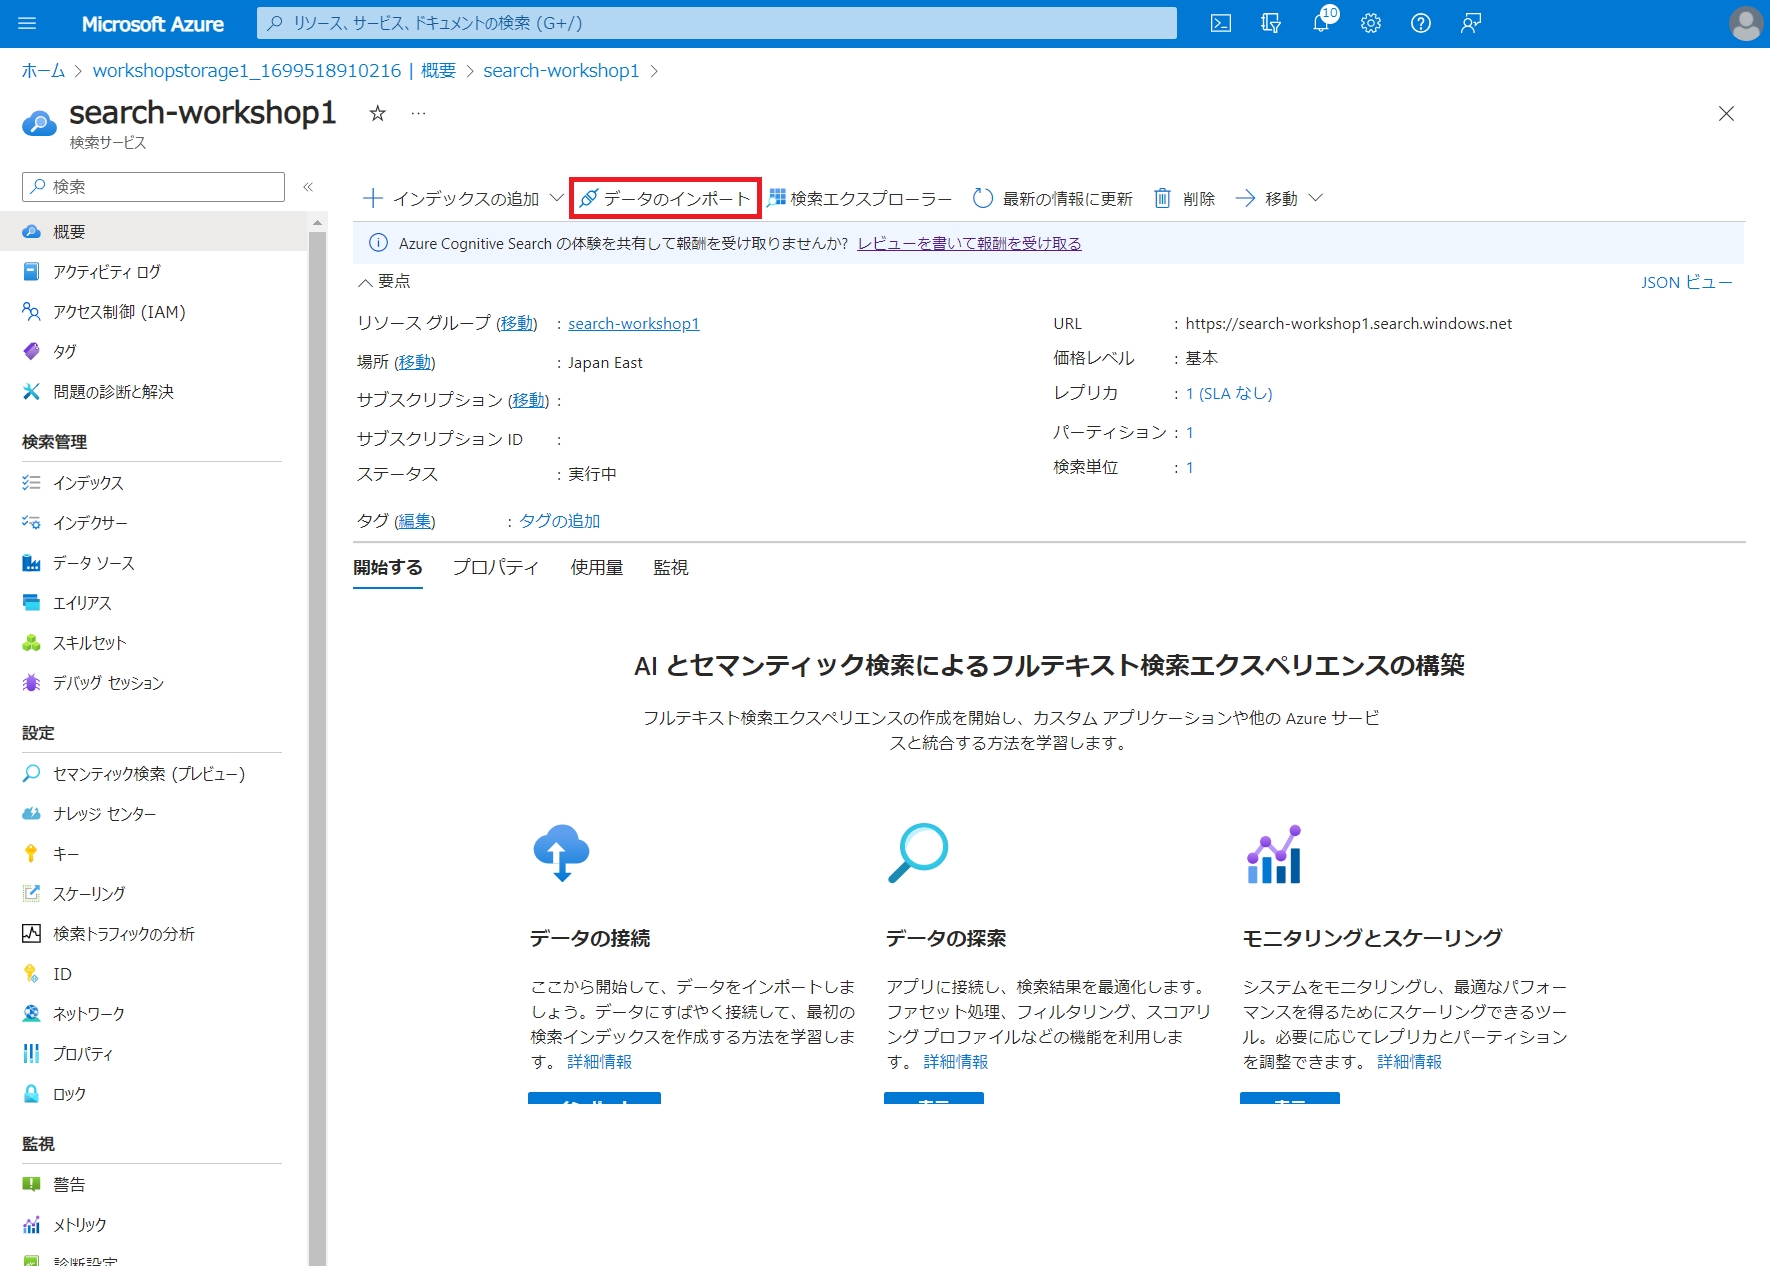 Microsoft Azure
リソース、サービス、ドキュメントの検索 (G+/)
10
ホーム > workshopstorage1_1699518910216 | 概要 > search-workshop1 >
search-workshop1 ☆ …
検索サービス
検索
«
概要
アクティビティ ログ
アクセス制御 (IAM)
タグ
問題の診断と解決
検索管理
インデックス
インデクサー
データ ソース
エイリアス
スキルセット
デバッグ セッション
設定
セマンティック検索 (プレビュー)
ナレッジ センター
キー
スケーリング
検索トラフィックの分析
ID
ネットワーク
プロパティ
ロック
監視
警告
メトリック
診断設定
インデックスの追加 データのインポート 検索エクスプローラー 最新の情報に更新 削除 移動
Azure Cognitive Search の体験を共有して報酬を受け取りませんか? レビューを書いて報酬を受け取る
要点
JSON ビュー
リソース グループ (移動) : search-workshop1
場所 (移動) : Japan East
サブスクリプション (移動) :
サブスクリプション ID :
ステータス : 実行中
URL : https://search-workshop1.search.windows.net
価格レベル : 基本
レプリカ : 1 (SLA なし)
パーティション : 1
検索単位 : 1
タグ (編集) : タグの追加
開始する プロパティ 使用量 監視
AI とセマンティック検索によるフルテキスト検索エクスペリエンスの構築
フルテキスト検索エクスペリエンスの作成を開始し、カスタム アプリケーションや他の Azure サービ
スと統合する方法を学習します。
データの接続
ここから開始して、データをインポートしま
しょう。データにすばやく接続して、最初の
検索インデックスを作成する方法を学習しま
す。 詳細情報
インポート
データの探索
アプリに接続し、検索結果を最適化します。
ファセット処理、フィルタリング、スコアリ
ング プロファイルなどの機能を利用しま
す。 詳細情報
表示
モニタリングとスケーリング
システムをモニタリングし、最適なパフォー
マンスを得るためにスケーリングできるツー
ル。必要に応じてレプリカとパーティション
を調整できます。 詳細情報
表示